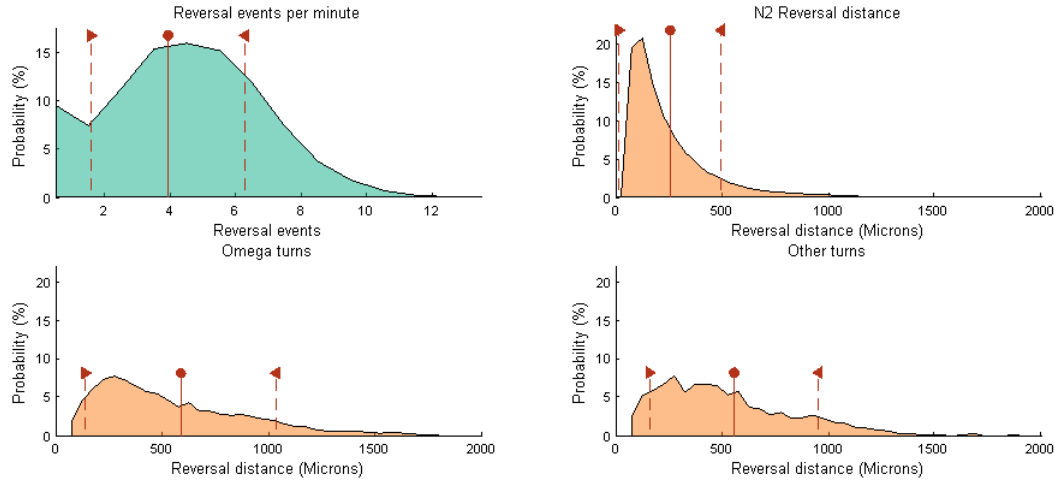 Reversal events per minute
Probability (%)
15
10
5
0
2 4 6 8 10 12
Reversal events
N2 Reversal distance
Probability (%)
20
15
10
5
0
0 500 1000 1500 2000
Reversal distance (Microns)
Omega turns
Probability (%)
20
15
10
5
0
0 500 1000 1500 2000
Reversal distance (Microns)
Other turns
Probability (%)
20
15
10
5
0
0 500 1000 1500 2000
Reversal distance (Microns)